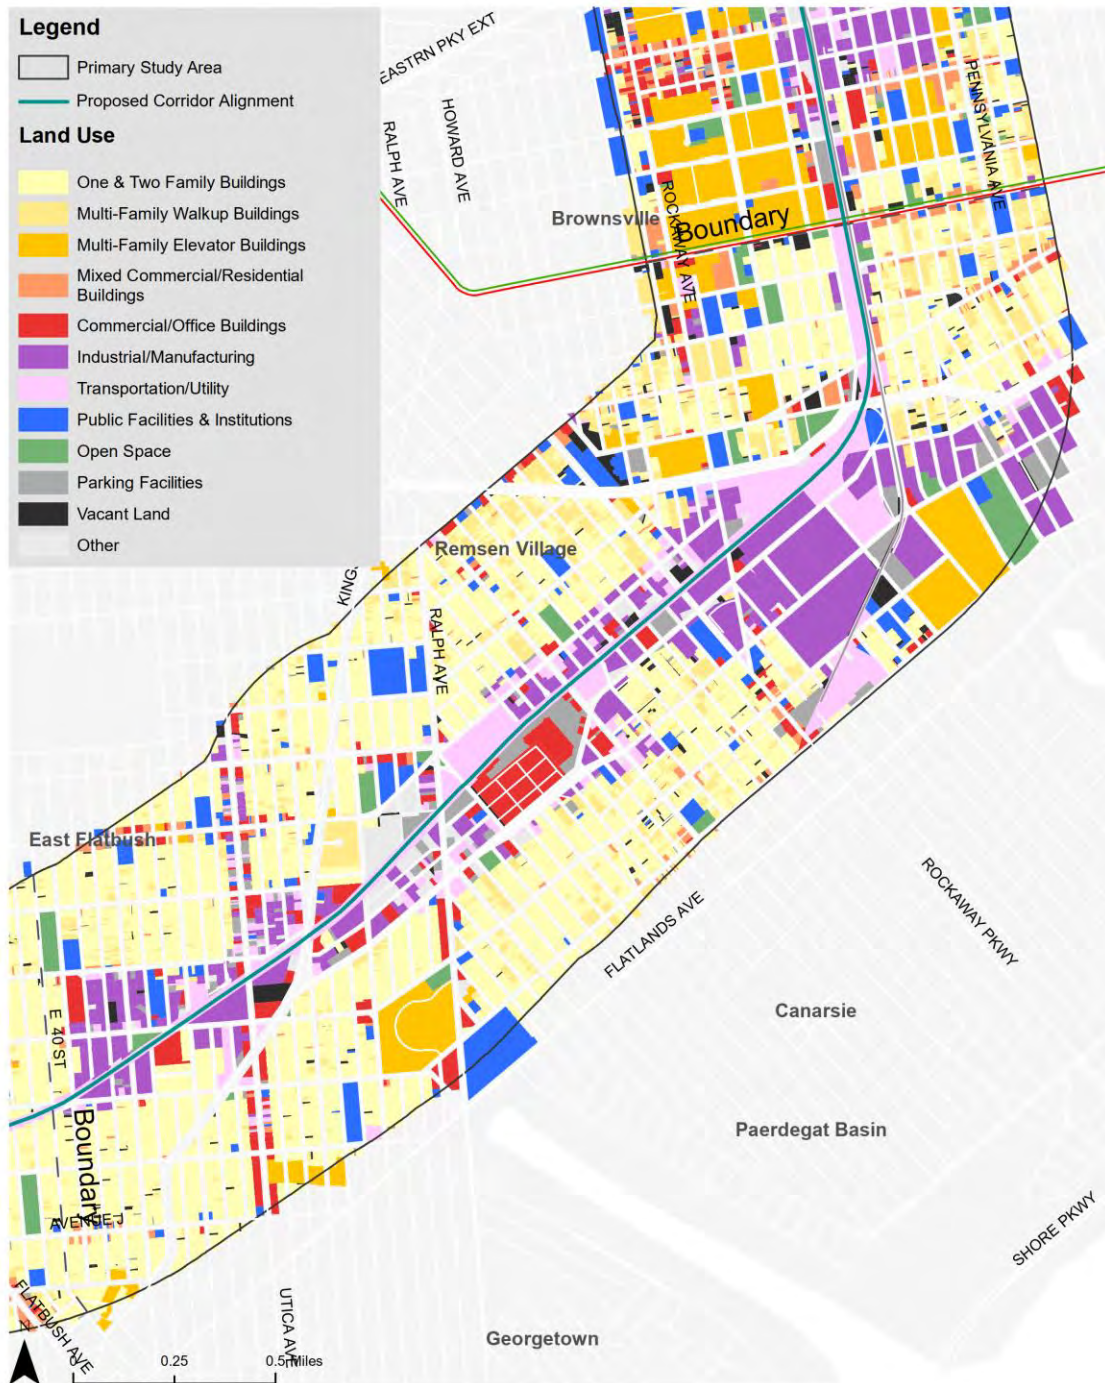 Legend
Primary Study Area
Proposed Corridor Alignment
Land Use
One & Two Family Buildings
Multi-Family Walkup Buildings
Multi-Family Elevator Buildings
Mixed Commercial/Residential
Buildings
Commercial/Office Buildings
Industrial/Manufacturing
Transportation/Utility
Public Facilities & Institutions
Open Space
Parking Facilities
Vacant Land
Other
EASTRN PKY EXT
RALPH AVE
HOWARD AVE
PENNSYLVANIA AVE
Brownsville
ROCKAWAY AVE
Boundary
Remsen Village
KING
RALPH AVE
East Flatbush
FLATLANDS AVE
ROCKAWAY PKWY
Canarsie
E 40 ST
Boundary
Paerdegat Basin
AVENUE J
SHORE PKWY
FLATBUSH AVE
UTICA AVE
Georgetown
N
0 0.25 0.5 Miles